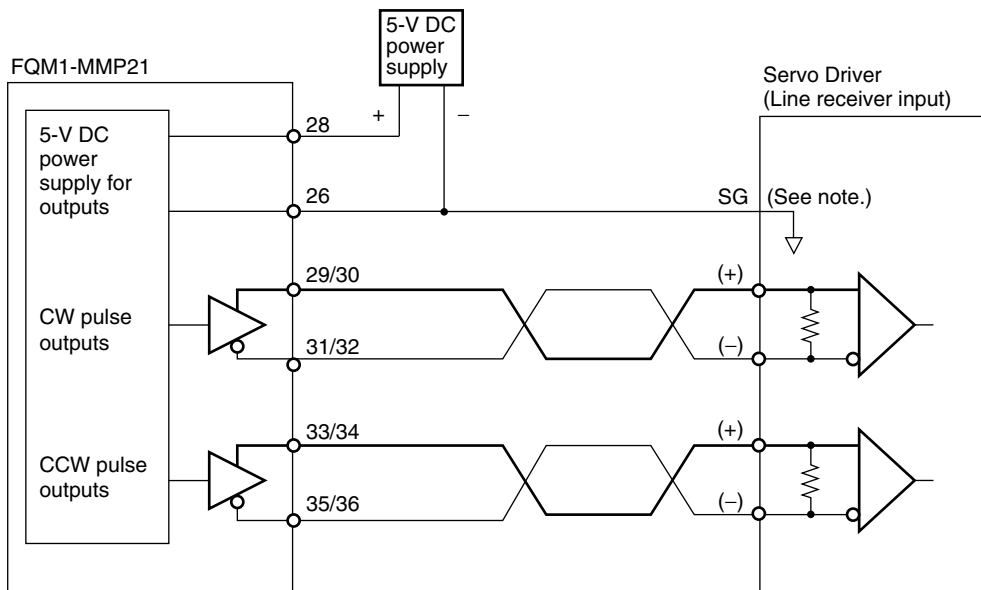 5-V DC
power
supply
+
–
FQM1-MMP21
Servo Driver
(Line receiver input)
5-V DC
power
supply for
outputs
28
26
SG (See note.)
CW pulse
outputs
29/30
31/32
(+)
(–)
CCW pulse
outputs
33/34
35/36
(+)
(–)